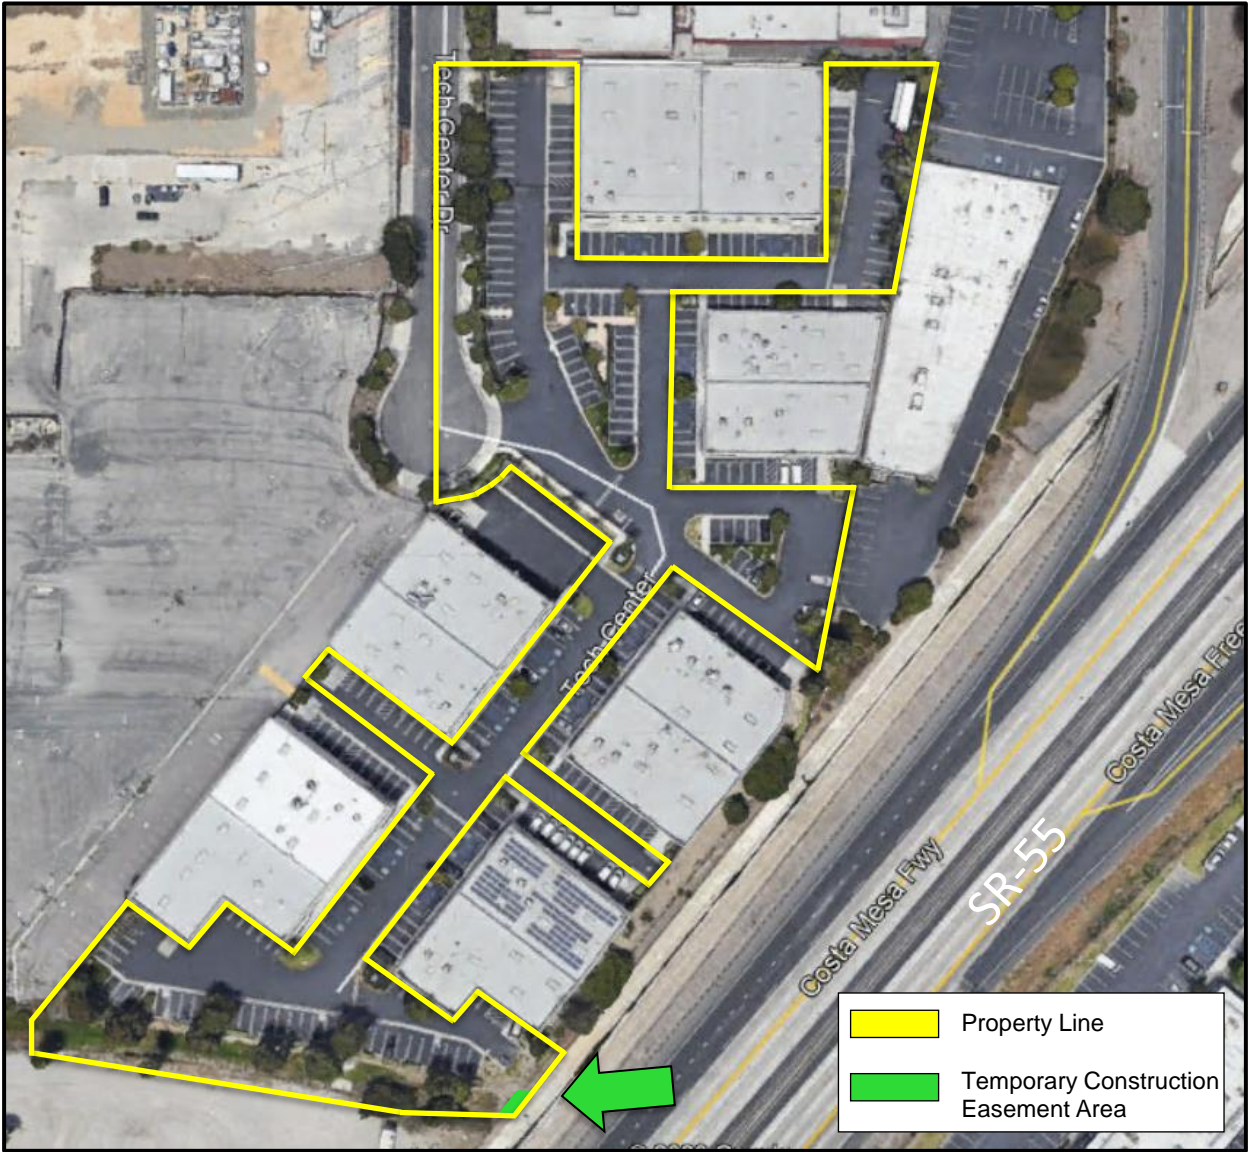 Tech Center Dr
Tech Center
Costa Mesa Free
Costa Mesa Fwy
SR-55
Property Line
Temporary Construction
Easement Area